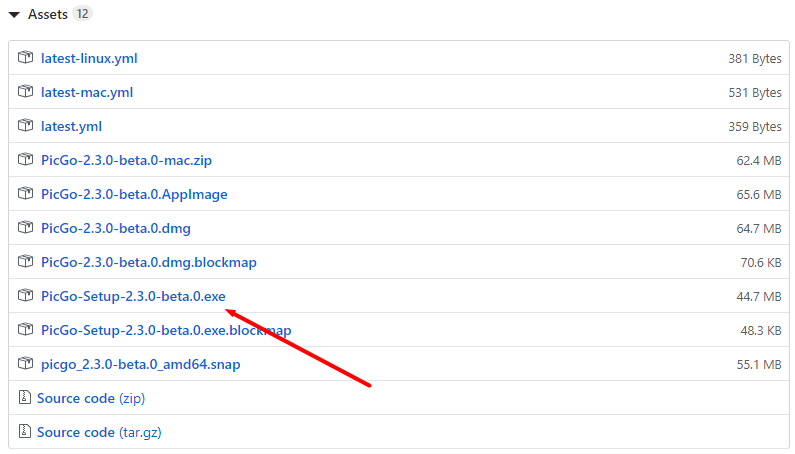 Assets 12
latest-linux.yml 381 Bytes
latest-mac.yml 531 Bytes
latest.yml 359 Bytes
PicGo-2.3.0-beta.0-mac.zip 62.4 MB
PicGo-2.3.0-beta.0.AppImage 65.6 MB
PicGo-2.3.0-beta.0.dmg 64.7 MB
PicGo-2.3.0-beta.0.dmg.blockmap 70.6 KB
PicGo-Setup-2.3.0-beta.0.exe 44.7 MB
PicGo-Setup-2.3.0-beta.0.exe.blockmap 48.3 KB
picgo_2.3.0-beta.0_amd64.snap 55.1 MB
Source code (zip)
Source code (tar.gz)